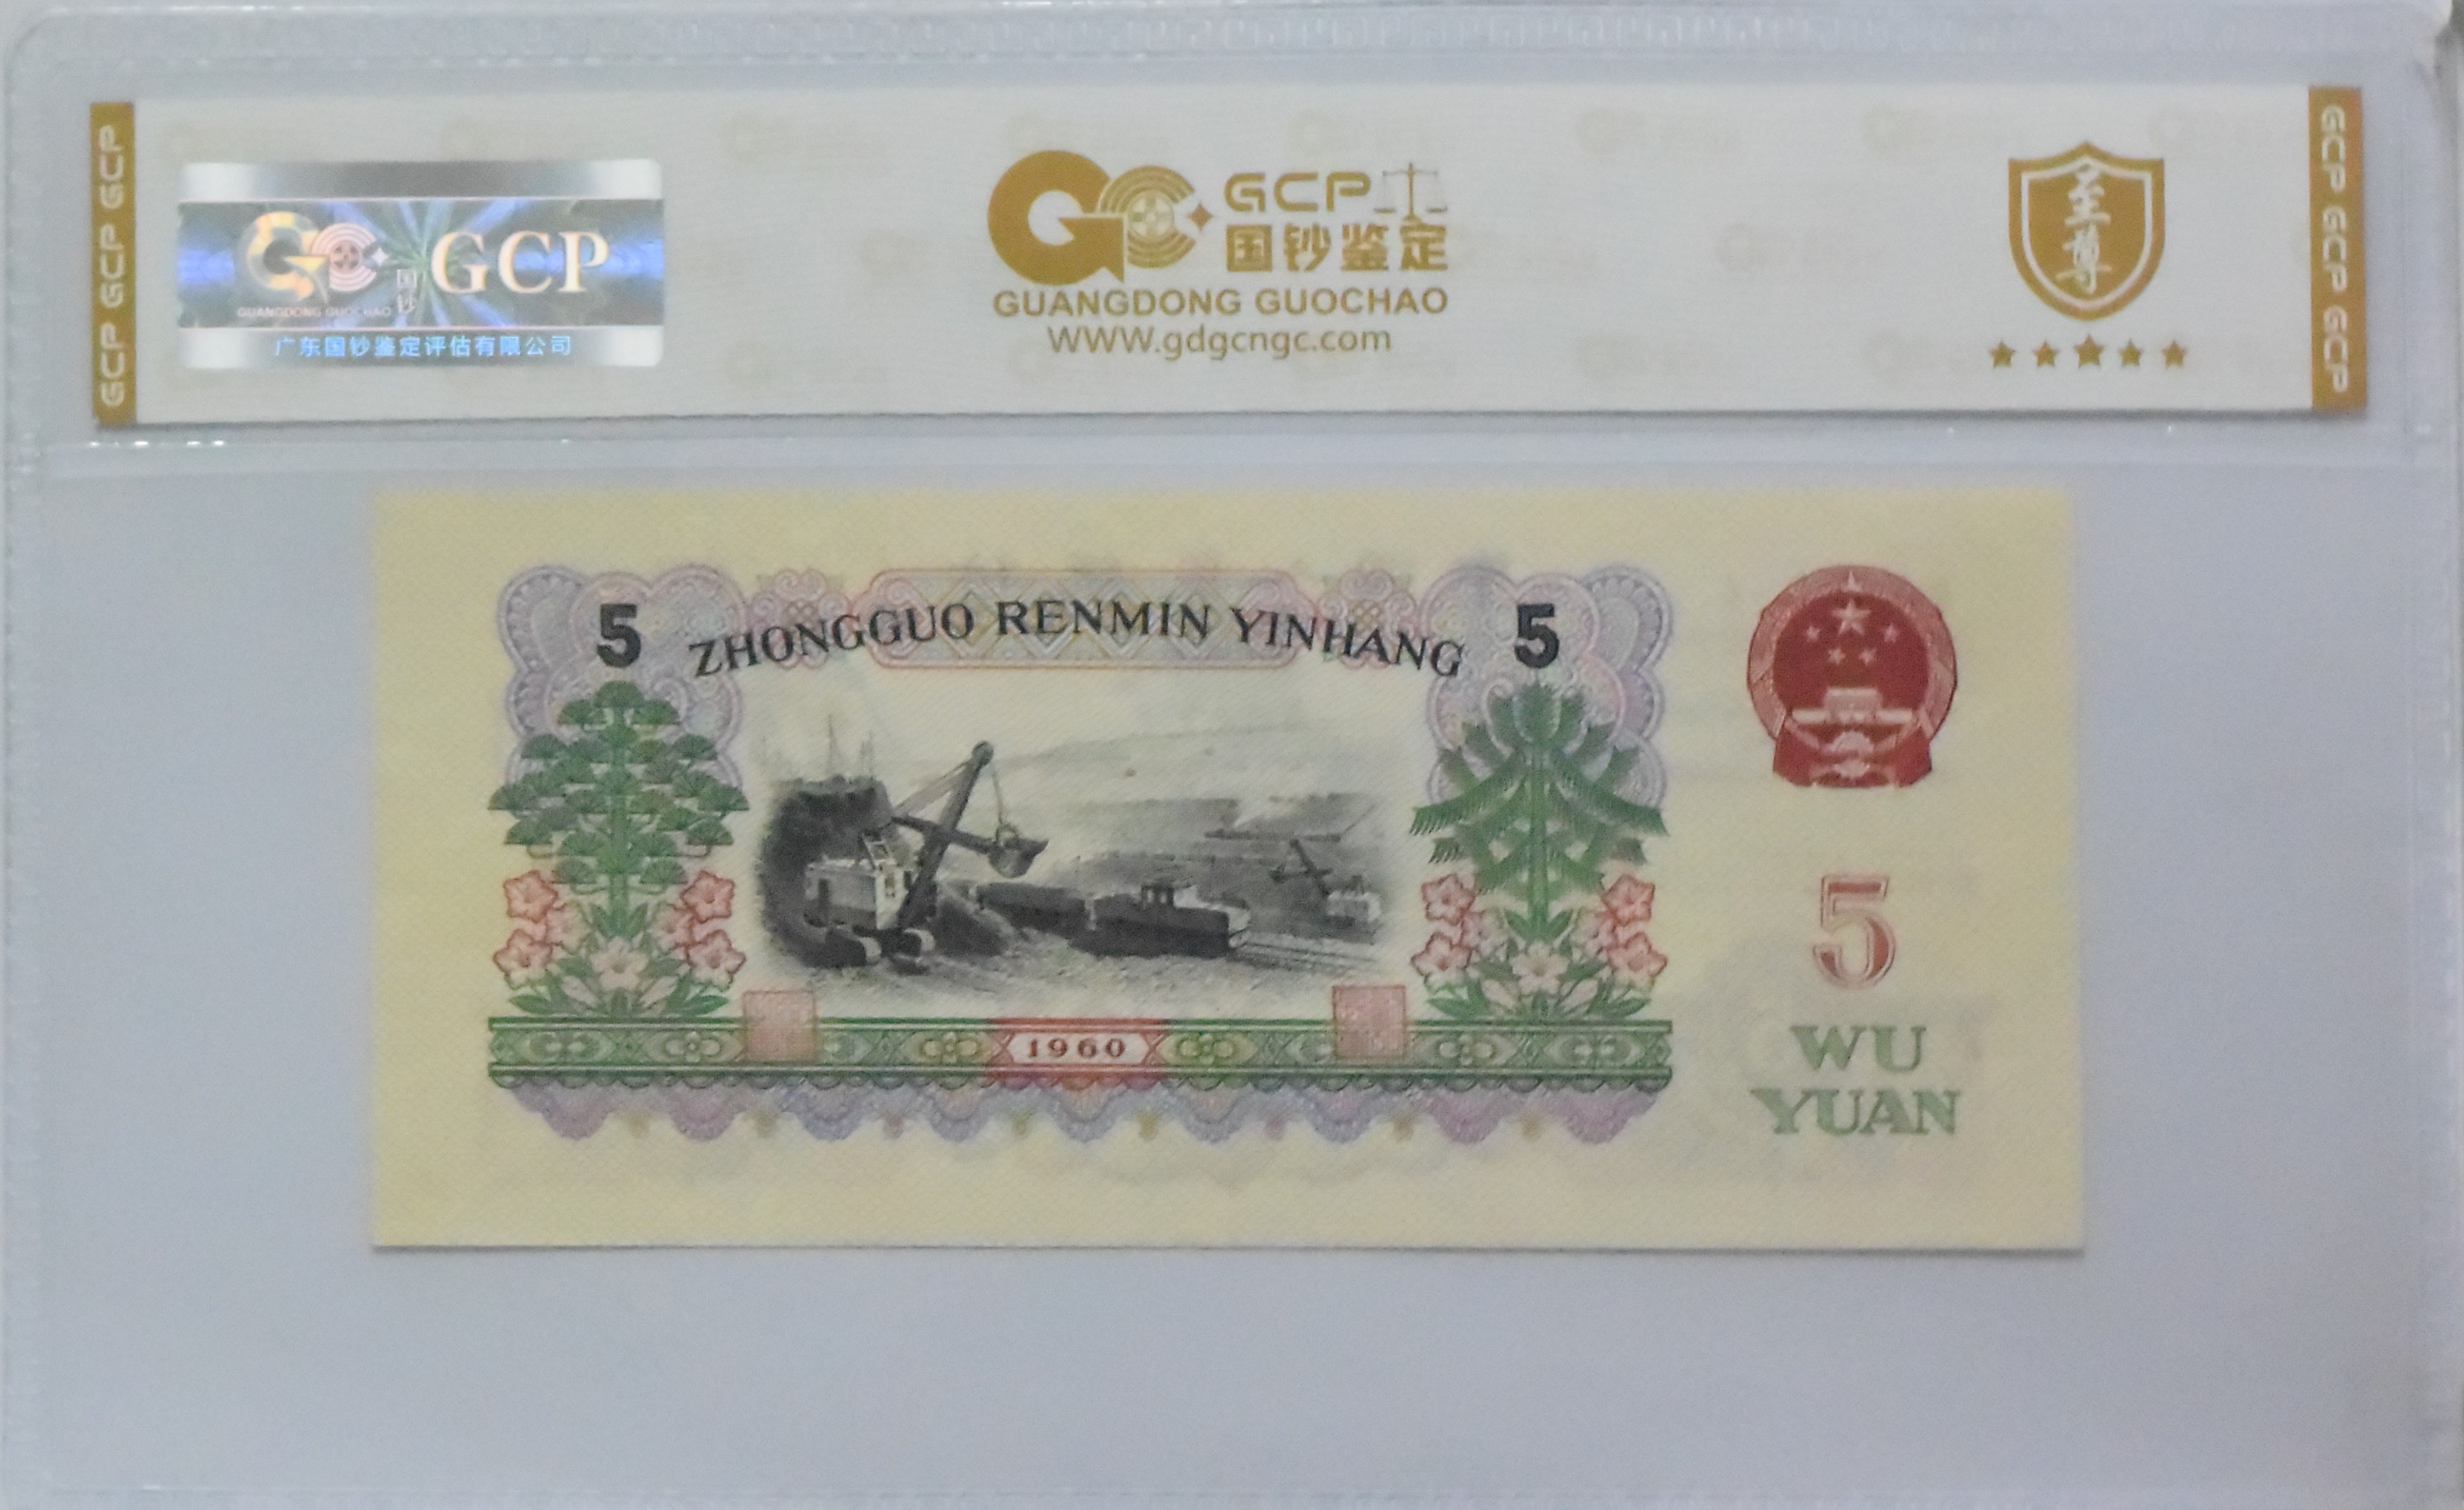 GCP GCP GCP
国钞
GCP
GUANGDONG GUOCHAO
广东国钞鉴定评估有限公司
GCP
国钞鉴定
GUANGDONG GUOCHAO
WWW.gdgcngc.com
至尊
GCP GCP GCP
5 ZHONGGUO RENMIN YINHANG 5
1960
5
WU
YUAN